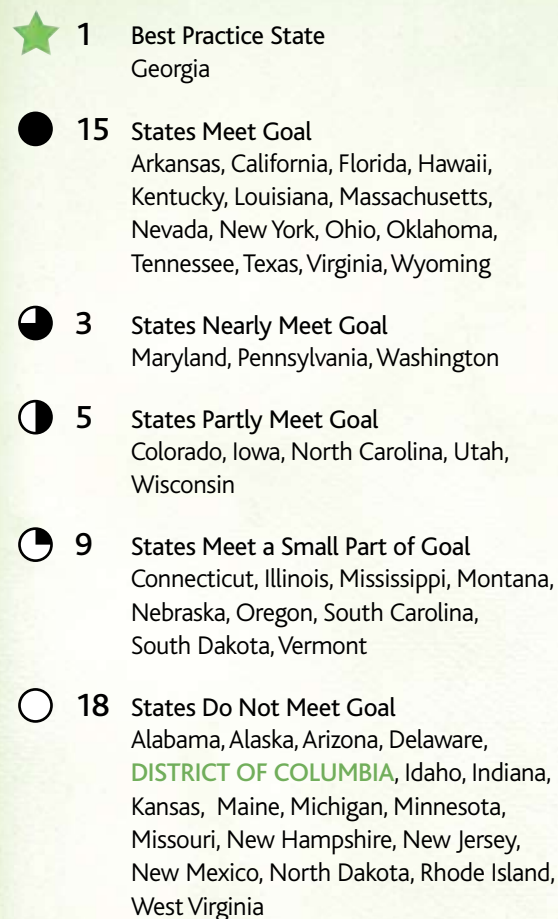 1 Best Practice State
Georgia
15 States Meet Goal
Arkansas, California, Florida, Hawaii,
Kentucky, Louisiana, Massachusetts,
Nevada, New York, Ohio, Oklahoma,
Tennessee, Texas, Virginia, Wyoming
3 States Nearly Meet Goal
Maryland, Pennsylvania, Washington
5 States Partly Meet Goal
Colorado, Iowa, North Carolina, Utah,
Wisconsin
9 States Meet a Small Part of Goal
Connecticut, Illinois, Mississippi, Montana,
Nebraska, Oregon, South Carolina,
South Dakota, Vermont
18 States Do Not Meet Goal
Alabama, Alaska, Arizona, Delaware,
DISTRICT OF COLUMBIA, Idaho, Indiana,
Kansas, Maine, Michigan, Minnesota,
Missouri, New Hampshire, New Jersey,
New Mexico, North Dakota, Rhode Island,
West Virginia